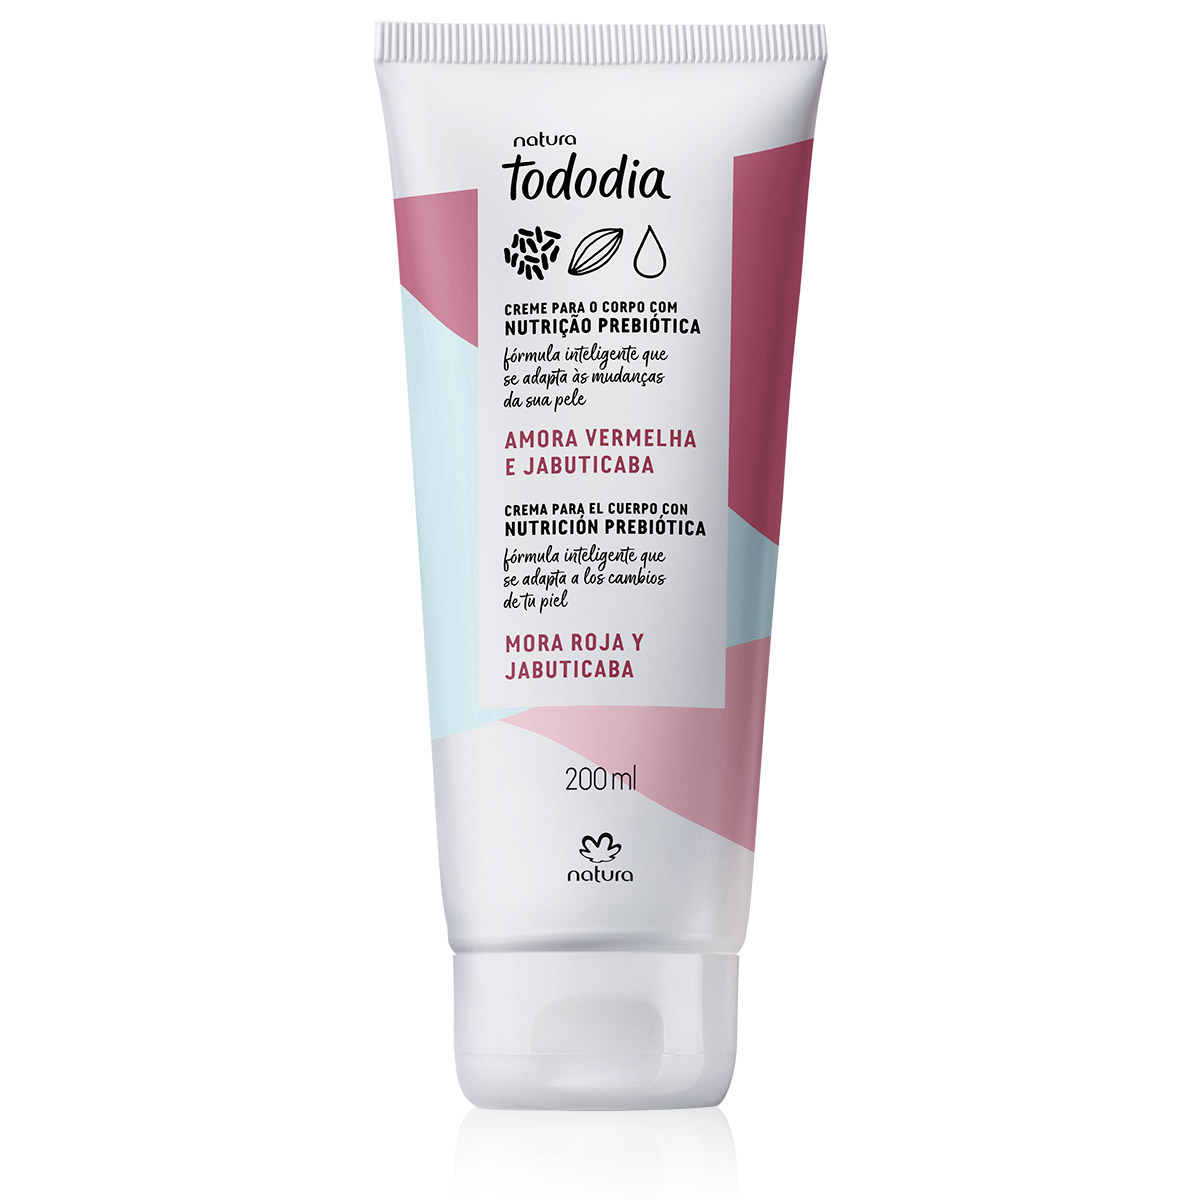 natura
tododia
CREME PARA O CORPO COM
NUTRIÇÃO PREBIÓTICA
fórmula inteligente que
se adapta às mudanças
da sua pele
AMORA VERMELHA
E JABUTICABA
CREMA PARA EL CUERPO CON
NUTRICIÓN PREBIÓTICA
fórmula inteligente que
se adapta a los cambios
de tu piel
MORA ROJA Y
JABUTICABA
200 ml
natura